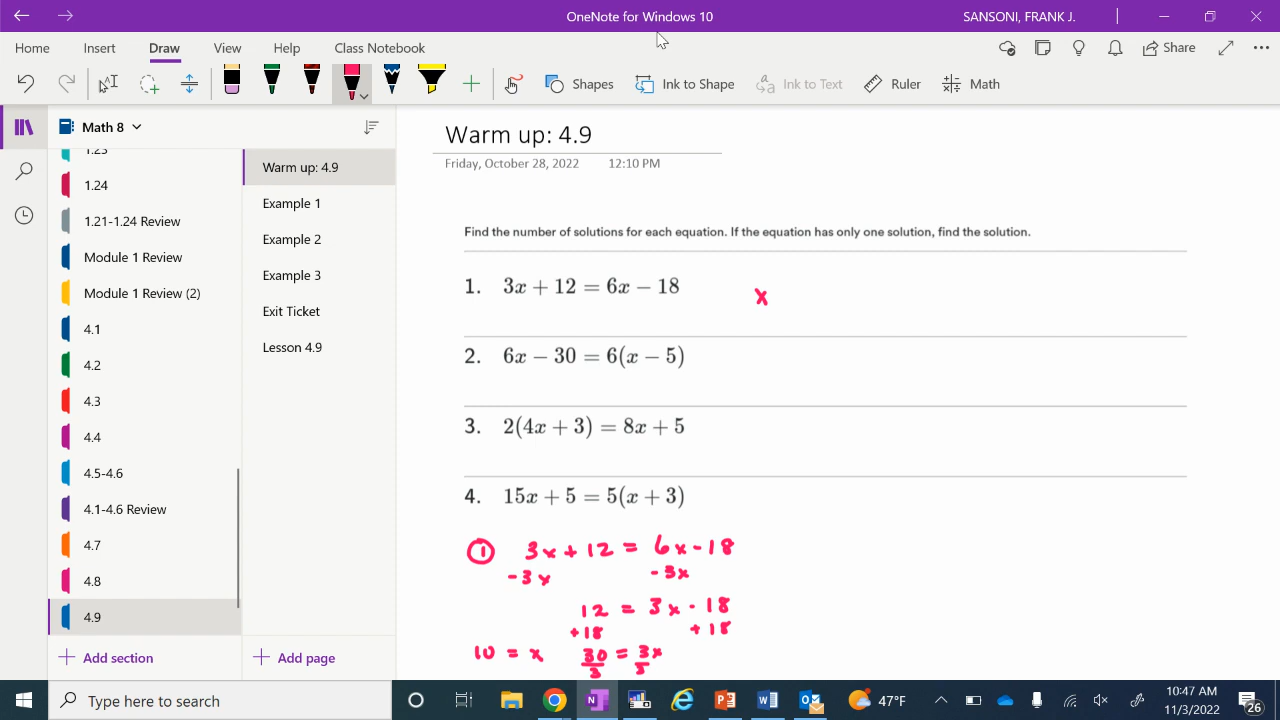 OneNote for Windows 10
SANSONI, FRANK J.
Home Insert Draw View Help Class Notebook
Share
Shapes Ink to Shape Ink to Text Ruler Math
Math 8
1.23
1.24
1.21-1.24 Review
Module 1 Review
Module 1 Review (2)
4.1
4.2
4.3
4.4
4.5-4.6
4.1-4.6 Review
4.7
4.8
4.9
Add section
Warm up: 4.9
Example 1
Example 2
Example 3
Exit Ticket
Lesson 4.9
Add page
Warm up: 4.9
Friday, October 28, 2022 12:10 PM
Find the number of solutions for each equation. If the equation has only one solution, find the solution.
1. 3x + 12 = 6x − 18 x
2. 6x − 30 = 6(x − 5)
3. 2(4x + 3) = 8x + 5
4. 15x + 5 = 5(x + 3)
① 3x + 12 = 6x - 18
-3x -3x
12 = 3x - 18
+18 +18
10 = x 30/3 = 3x/3
Type here to search
47°F
10:47 AM
11/3/2022
26